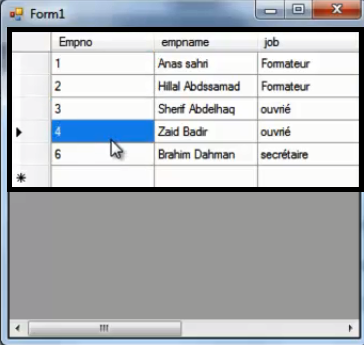 Form1
Empno empname job
1 Anas sahri Formateur
2 Hillal Abdssamad Formateur
3 Sherif Abdelhaq ouvrié
4 Zaid Badir ouvrié
6 Brahim Dahman secrétaire